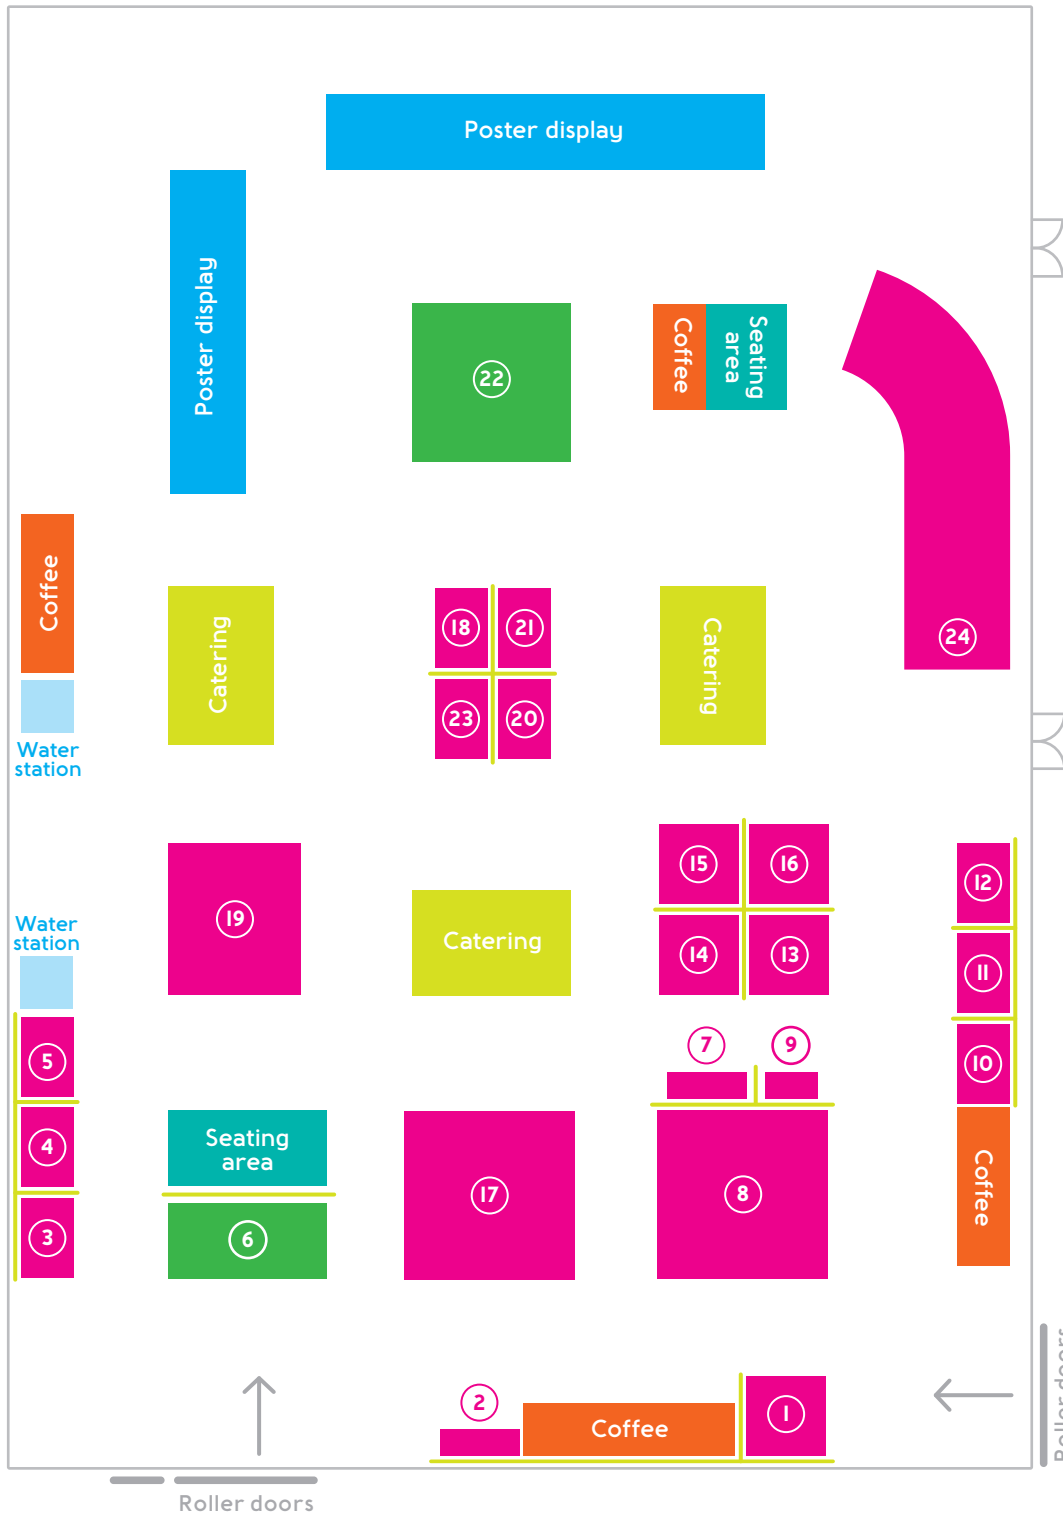 Poster display
Poster display
22
Coffee
Seating
area
24
Coffee
Water
station
Catering
18
21
23
20
Catering
19
Catering
15
16
14
13
12
11
10
Water
station
5
4
3
7
9
Seating
area
6
17
8
Coffee
2
Coffee
1
Roller doors
Roller doors